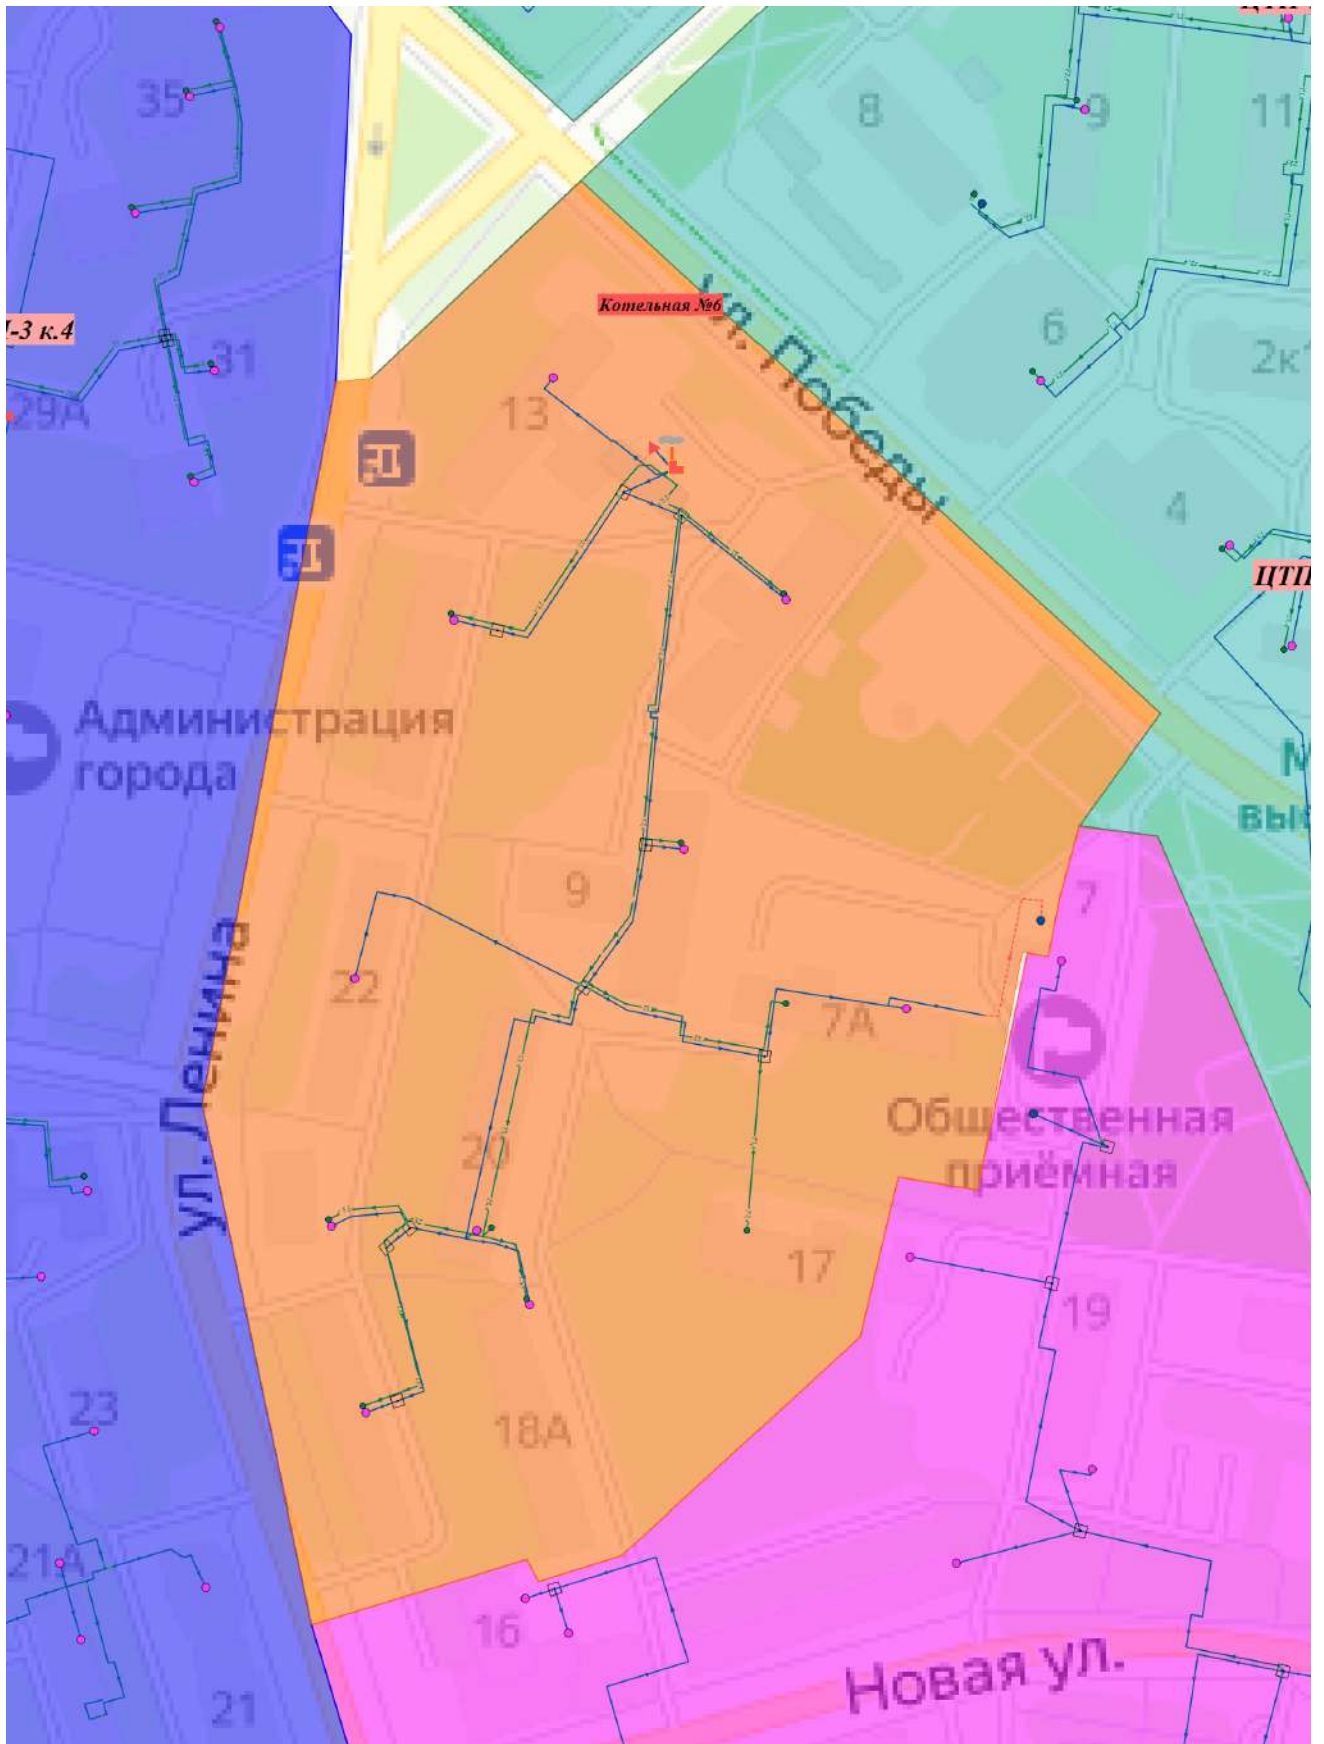 35
8
9
11
Котельная №6
-3 к.4
31
29А
6
2к
13
ул. Победы
4
ЦТП
Администрация
города
9
7
22
7А
ул. Ленина
Общественная
приёмная
20
17
19
23
18А
21А
16
Новая ул.
21